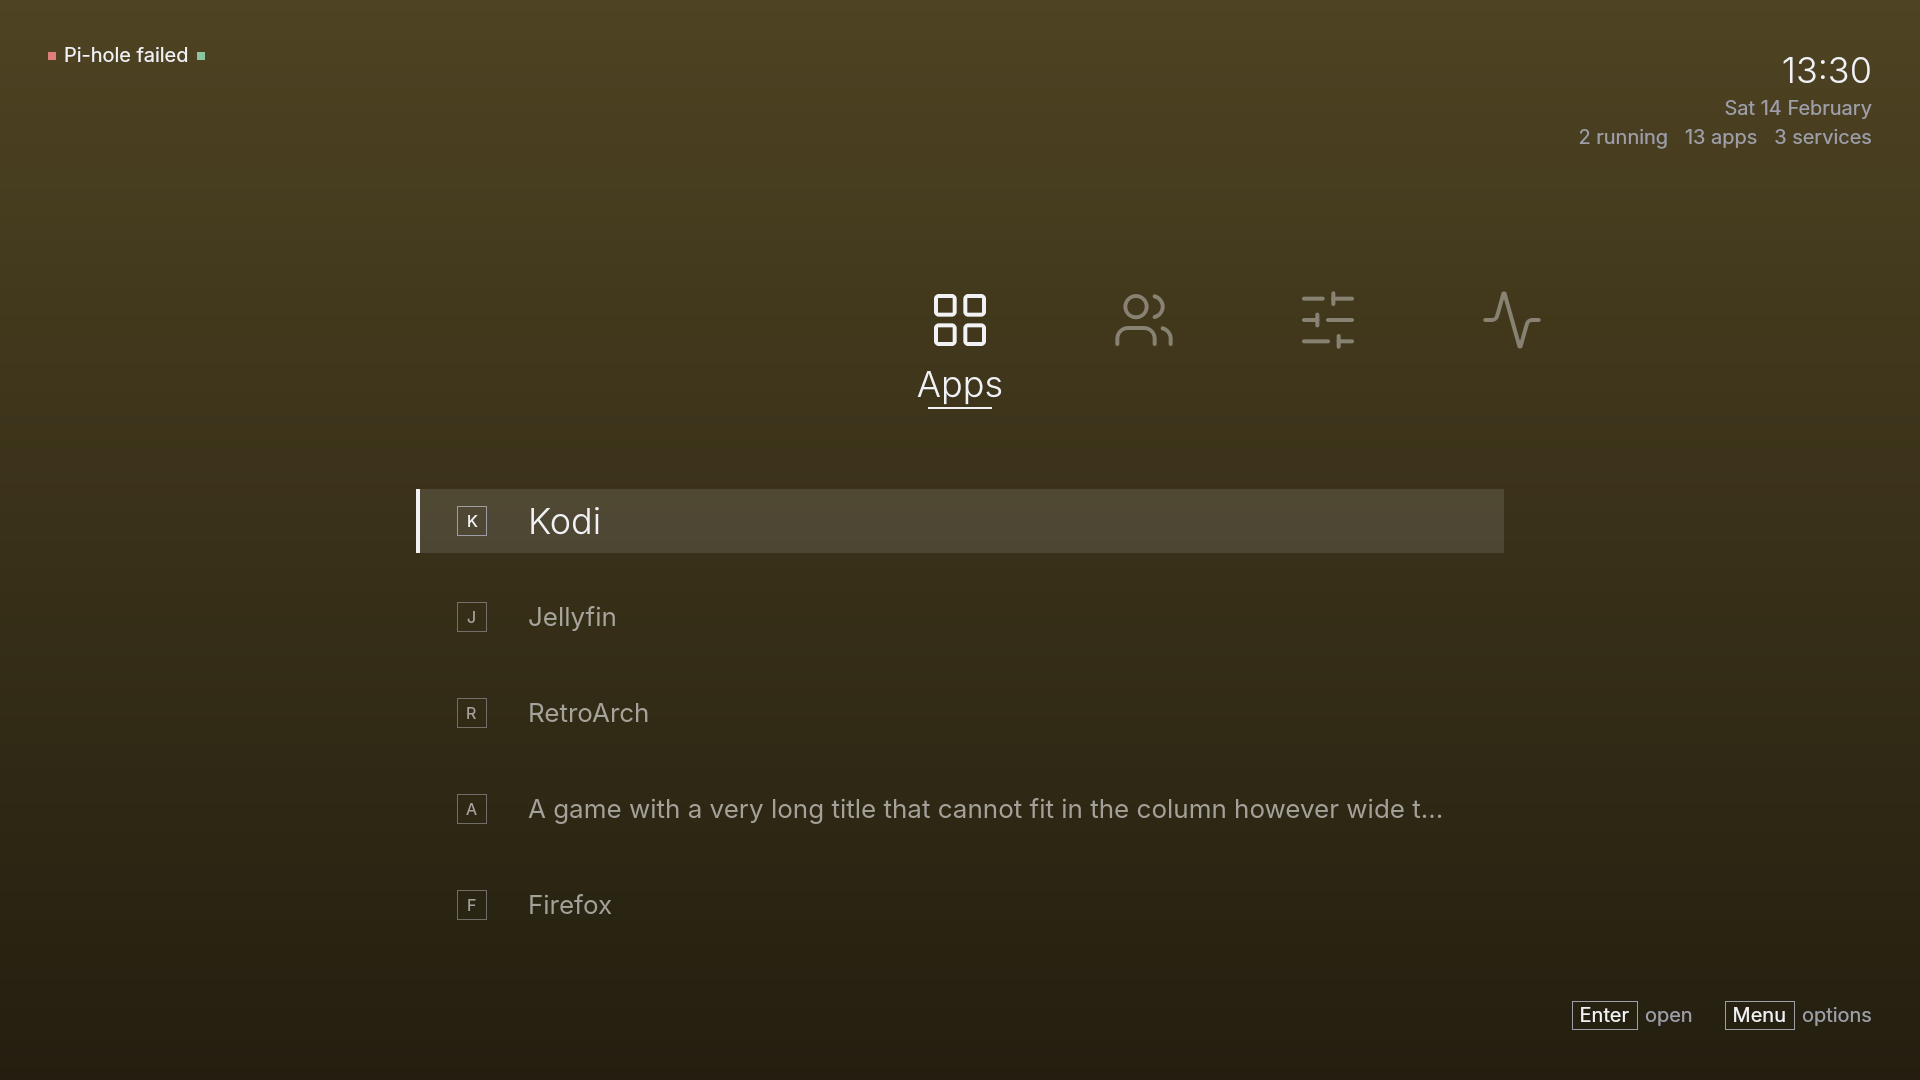 Pi-hole failed
13:30
Sat 14 February
2 running 13 apps 3 services
Apps
K Kodi
J Jellyfin
R RetroArch
A A game with a very long title that cannot fit in the column however wide t...
F Firefox
Enter open Menu options